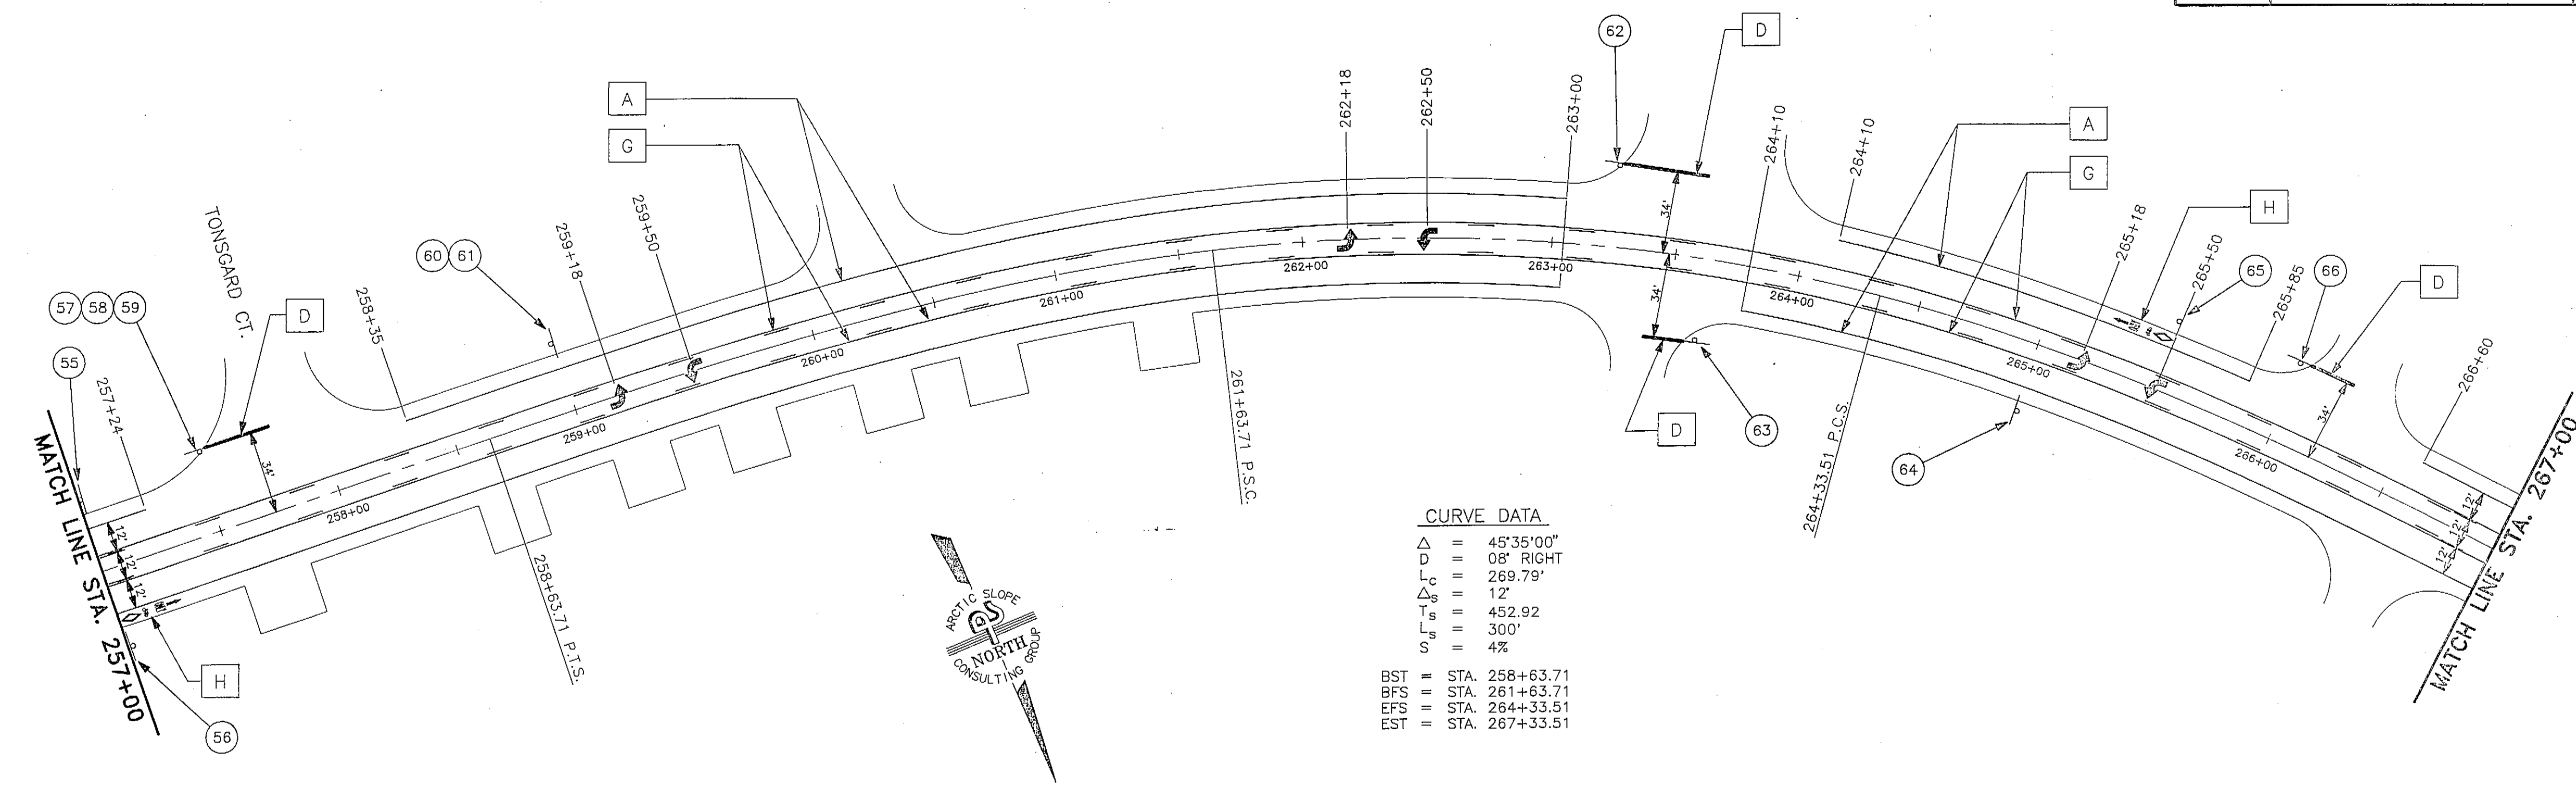 62
D
A
G
262+18
262+50
263+00
264+10
264+10
A
G
TONSGARD CT.
57 58 59
D
258+35
60 61
259+18
259+50
34'
34'
265+18
H
265+50
65
66
265+85
D
55
257+24
34'
258+00
259+00
260+00
261+00
262+00
263+00
264+00
265+00
266+00
34'
266+60
D
63
64
MATCH LINE STA. 257+00
12'
12'
12'
H
56
258+63.71 P.T.S.
261+63.71 P.S.C.
264+33.51 P.C.S.
12'
12'
12'
MATCH LINE STA. 267+00
ARCTIC SLOPE
NORTH
CONSULTING GROUP
CURVE DATA
Δ = 45°35'00"
D = 08° RIGHT
Lc = 269.79'
Δs = 12°
Ts = 452.92
Ls = 300'
S = 4%
BST = STA. 258+63.71
BFS = STA. 261+63.71
EFS = STA. 264+33.51
EST = STA. 267+33.51